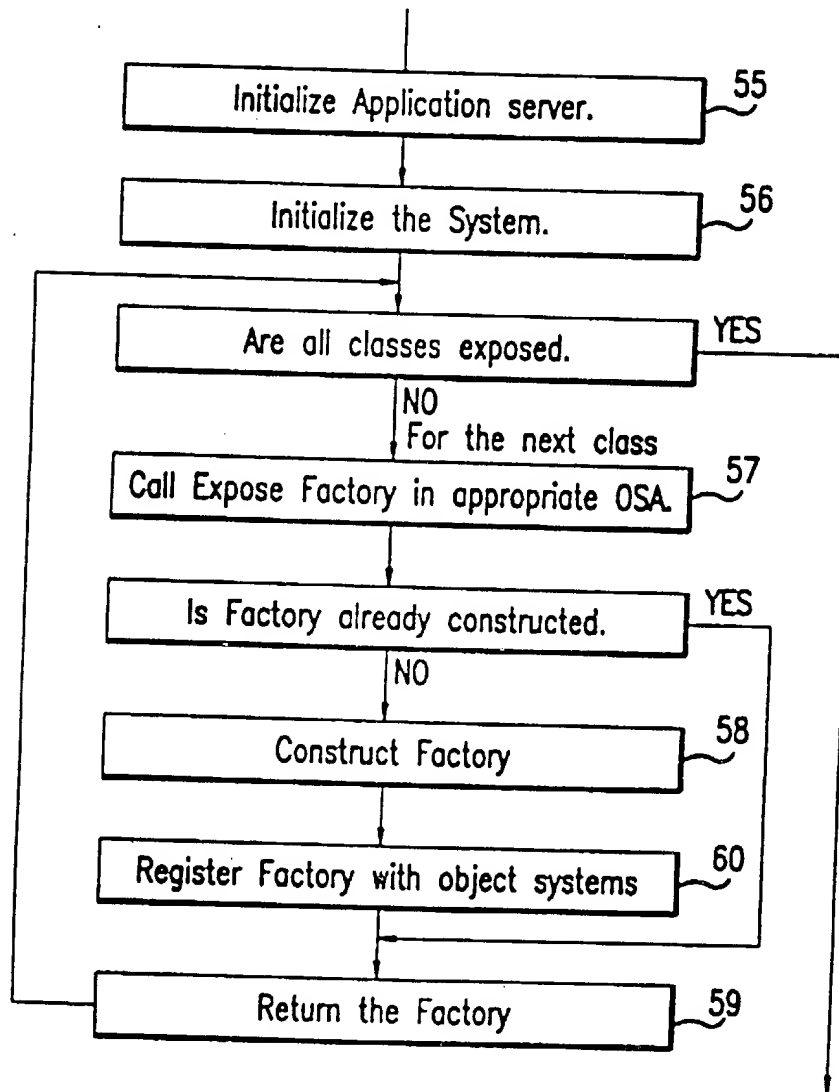 Initialize Application server.
55
Initialize the System.
56
Are all classes exposed.
YES
NO
For the next class
Call Expose Factory in appropriate OSA.
57
Is Factory already constructed.
YES
NO
Construct Factory
58
Register Factory with object systems
60
Return the Factory
59